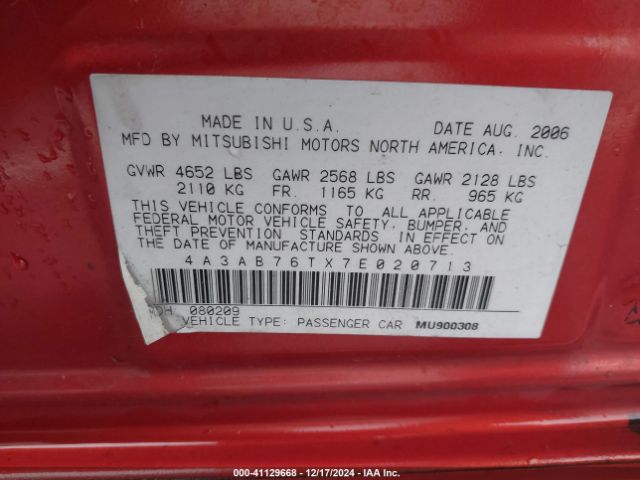 MADE IN U.S.A. DATE AUG. 2006
MFD BY MITSUBISHI MOTORS NORTH AMERICA. INC.
GVWR 4652 LBS GAWR 2568 LBS GAWR 2128 LBS
2110 KG FR. 1165 KG RR. 965 KG
THIS VEHICLE CONFORMS TO ALL APPLICABLE
FEDERAL MOTOR VEHICLE SAFETY, BUMPER, AND
THEFT PREVENTION STANDARDS IN EFFECT ON
THE DATE OF MANUFACTURE SHOWN ABOVE.
4A3AB76TX7E020713
080209
VEHICLE TYPE: PASSENGER CAR MU900308
000-41129668 - 12/17/2024 - IAA Inc.